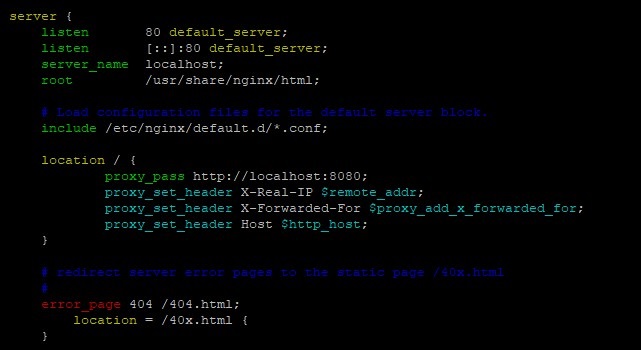 server {
    listen       80 default_server;
    listen       [::]:80 default_server;
    server_name  localhost;
    root         /usr/share/nginx/html;

    # Load configuration files for the default server block.
    include /etc/nginx/default.d/*.conf;

    location / {
            proxy_pass http://localhost:8080;
            proxy_set_header X-Real-IP $remote_addr;
            proxy_set_header X-Forwarded-For $proxy_add_x_forwarded_for;
            proxy_set_header Host $http_host;
    }

    # redirect server error pages to the static page /40x.html
    #
    error_page 404 /404.html;
        location = /40x.html {
    }